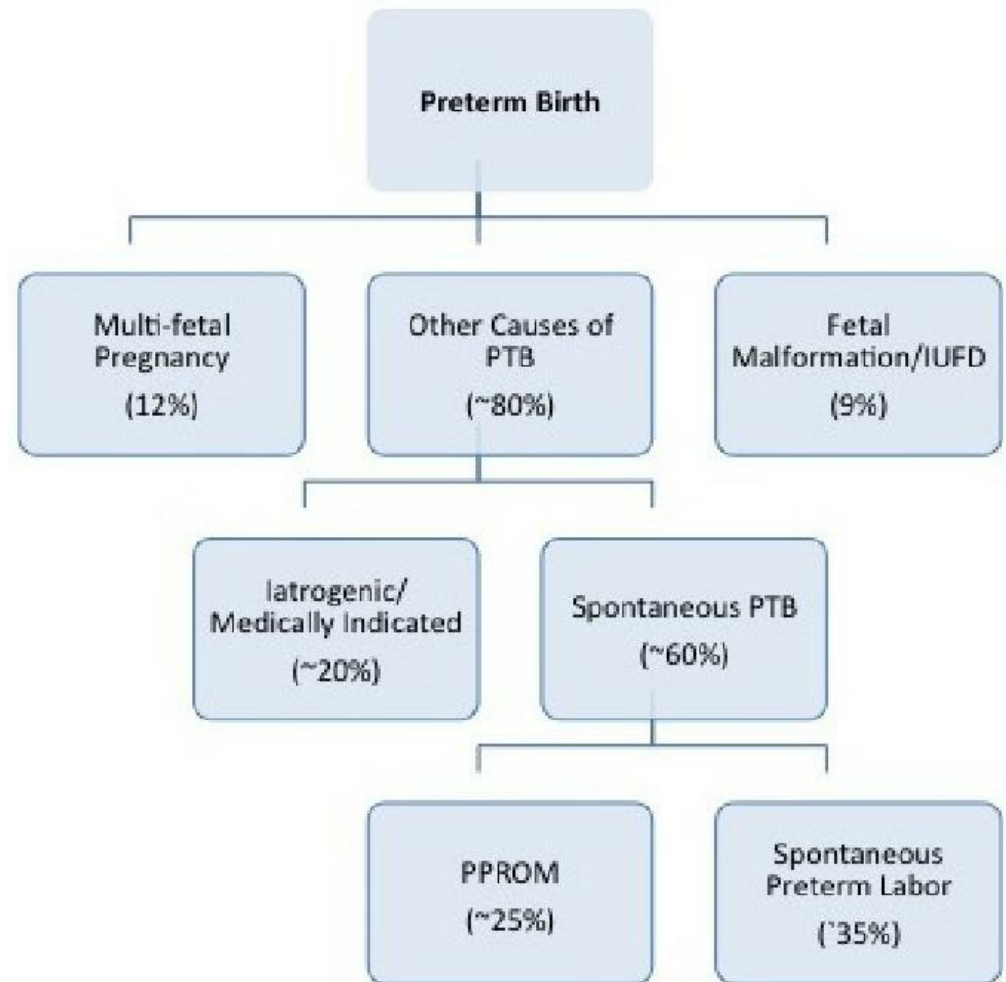 Preterm Birth
Multi-fetal
Pregnancy
(12%)
Other Causes of
PTB
(~80%)
Fetal
Malformation/IUFD
(9%)
Iatrogenic/
Medically Indicated
(~20%)
Spontaneous PTB
(~60%)
PPROM
(~25%)
Spontaneous
Preterm Labor
(`35%)